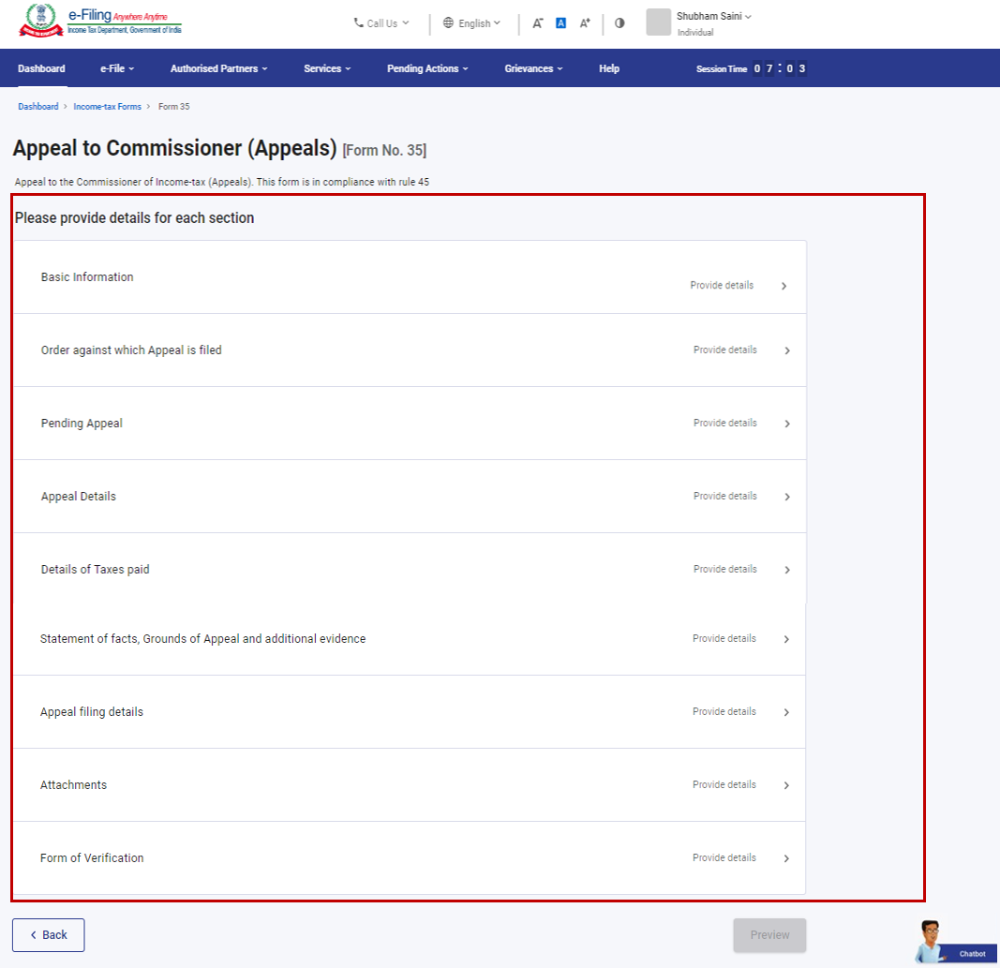 e-Filing Anywhere Anytime
Income Tax Department, Government of India
Call Us
English
A-
A
A+
Shubham Saini
Individual
Dashboard
e-File
Authorised Partners
Services
Pending Actions
Grievances
Help
Session Time 0 7 : 0 3
Dashboard > Income-tax Forms > Form 35
Appeal to Commissioner (Appeals) [Form No. 35]
Appeal to the Commissioner of Income-tax (Appeals). This form is in compliance with rule 45
Please provide details for each section
Basic Information
Provide details >
Order against which Appeal is filed
Provide details >
Pending Appeal
Provide details >
Appeal Details
Provide details >
Details of Taxes paid
Provide details >
Statement of facts, Grounds of Appeal and additional evidence
Provide details >
Appeal filing details
Provide details >
Attachments
Provide details >
Form of Verification
Provide details >
< Back
Preview
Chatbot